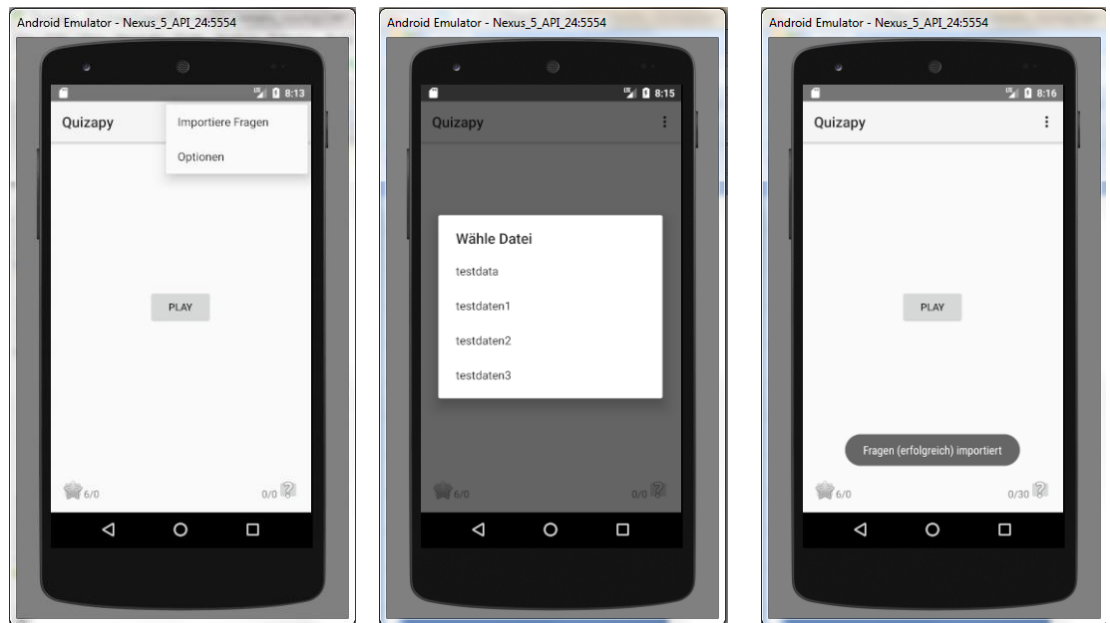 Android Emulator - Nexus_5_API_24:5554
8:13
Quizapy
Importiere Fragen
Optionen
PLAY
6/0
0/0
Android Emulator - Nexus_5_API_24:5554
8:15
Quizapy
Wähle Datei
testdata
testdaten1
testdaten2
testdaten3
6/0
0/0
Android Emulator - Nexus_5_API_24:5554
8:16
Quizapy
PLAY
Fragen (erfolgreich) importiert
6/0
0/30